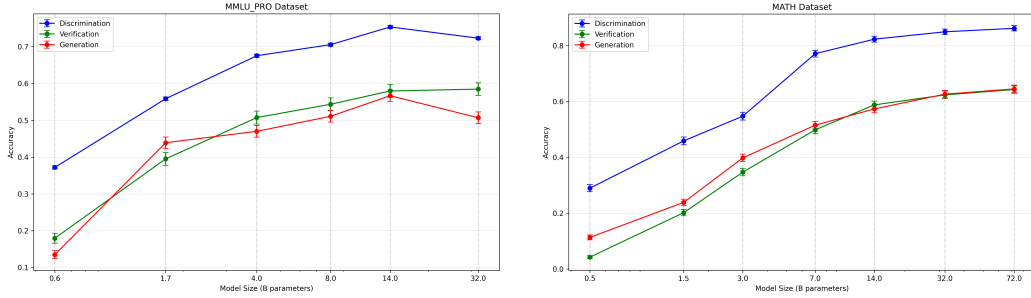 MMLU_PRO Dataset
Discrimination
Verification
Generation
0.7
0.6
0.5
0.4
0.3
0.2
0.1
Accuracy
0.6
1.7
4.0
8.0
14.0
32.0
Model Size (B parameters)
MATH Dataset
Discrimination
Verification
Generation
0.8
0.6
0.4
0.2
0.0
Accuracy
0.5
1.5
3.0
7.0
14.0
32.0
72.0
Model Size (B parameters)